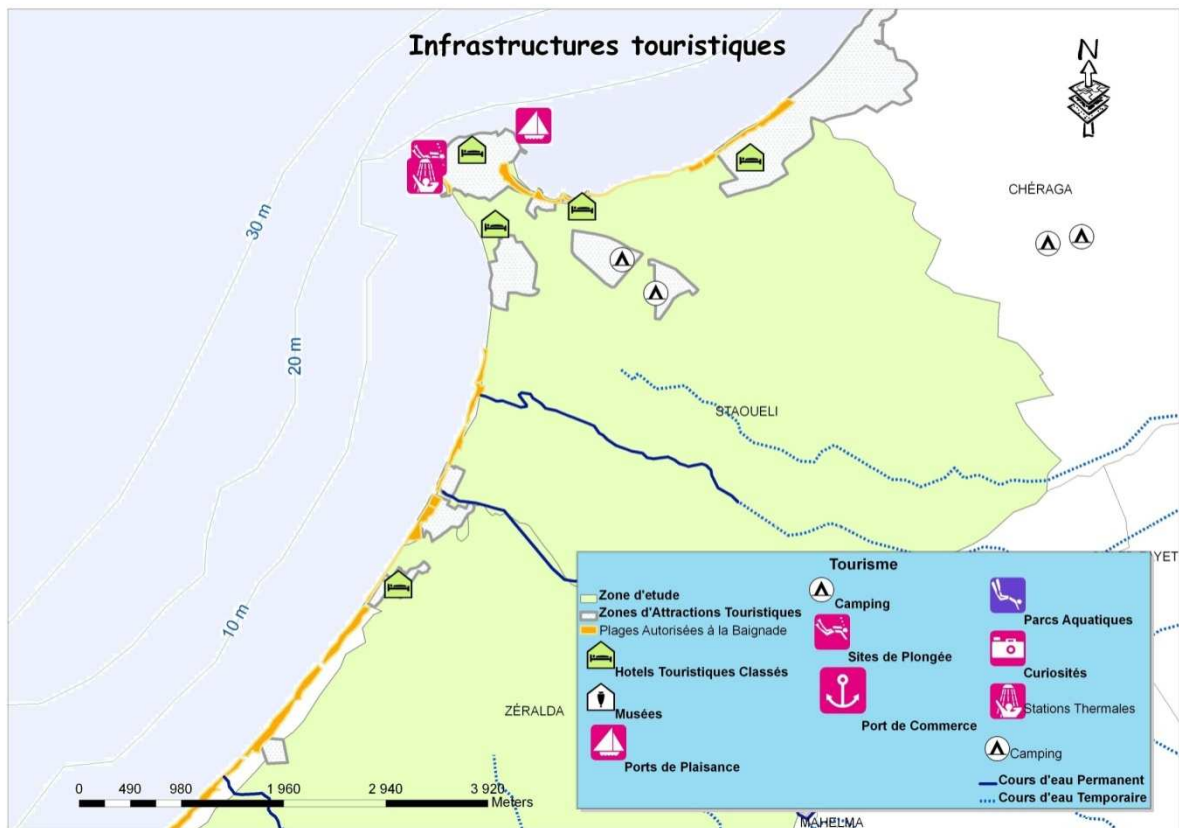 Infrastructures touristiques
N
CHÉRAGA
30 m
20 m
10 m
STAOUELI
ZÉRALDA
MAHELMA
0 490 980 1 960 2 940 3 920
Meters
Tourisme
Zone d'etude
Zones d'Attractions Touristiques
Plages Autorisées à la Baignade
Hotels Touristiques Classés
Musées
Ports de Plaisance
Camping
Sites de Plongée
Port de Commerce
Parcs Aquatiques
Curiosités
Stations Thermales
Camping
Cours d'eau Permanent
Cours d'eau Temporaire